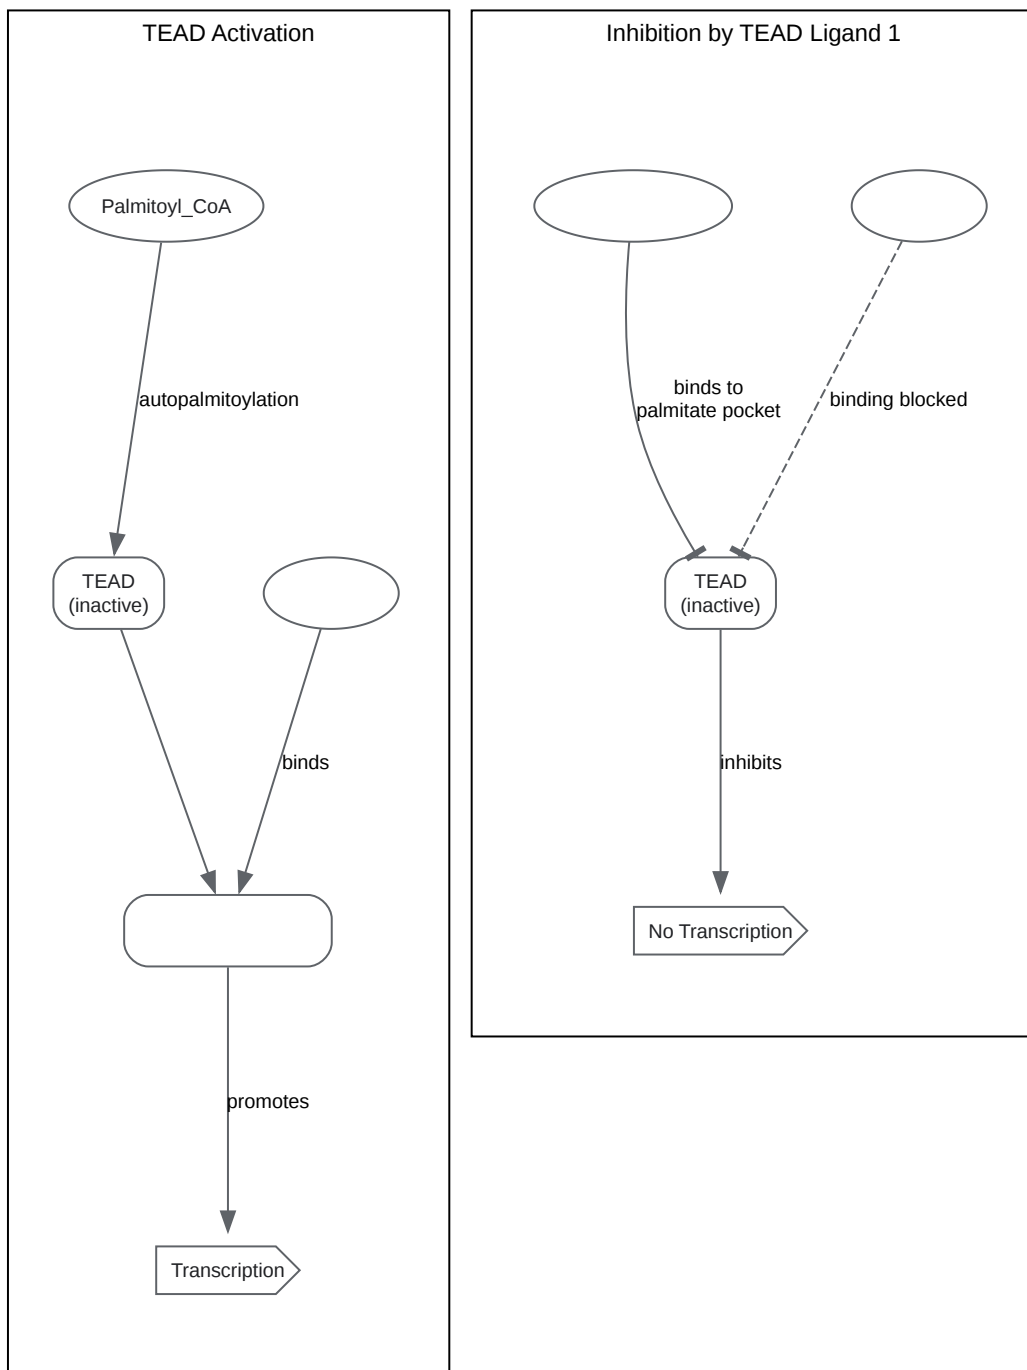 TEAD Activation
Palmitoyl_CoA
autopalmitoylation
TEAD
(inactive)
binds
promotes
Transcription
Inhibition by TEAD Ligand 1
binds to
palmitate pocket
binding blocked
TEAD
(inactive)
inhibits
No Transcription